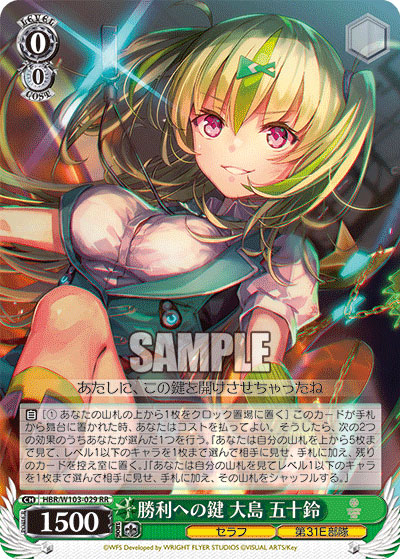 LEVEL
0
0
COST
SAMPLE
あたしに、この鍵を開けさせちゃったね
自 [① あなたの山札の上から1枚をクロック置場に置く] このカードが手札
から舞台に置かれた時、あなたはコストを払ってよい。そうしたら、次の2
つの効果のうちあなたが選んだ1つを行う。『あなたは自分の山札を上から5枚ま
で見て、レベル1以下のキャラを1枚まで選んで相手に見せ、手札に加え、残り
のカードを控え室に置く。』『あなたは自分の山札を見てレベル1以下のキャラを
1枚まで選んで相手に見せ、手札に加え、その山札をシャッフルする。』
CH HBR/W103-029 RR
1500
勝利への鍵 大島 五十鈴
セラフ
第31E部隊
©WFS Developed by WRIGHT FLYER STUDIOS ©VISUAL ARTS/Key